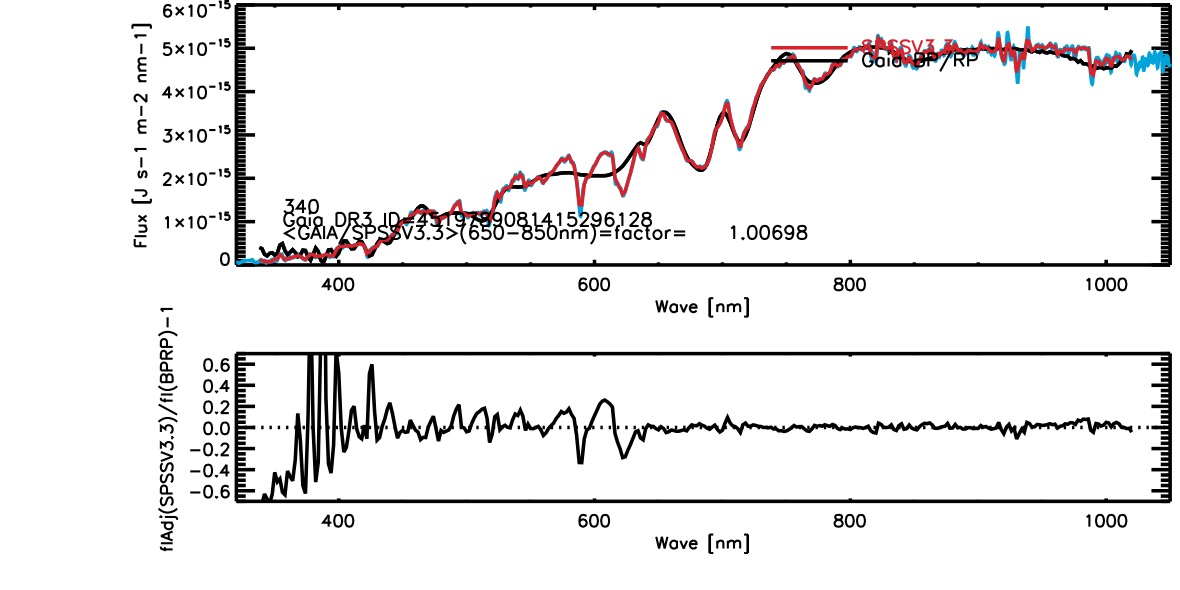 6×10−15
5×10−15
4×10−15
3×10−15
2×10−15
1×10−15
0
Flux [J s−1 m−2 nm−1]
SPSSV3.3
Gaia BP/RP
340
Gaia DR3 ID=
<GAIA/SPSSV3.3>(650−850nm)=factor= 1.00698
400 600 800 1000
Wave [nm]
flAdj(SPSSV3.3)/fl(BPRP)−1
0.6
0.4
0.2
0.0
−0.2
−0.4
−0.6
400 600 800 1000
Wave [nm]